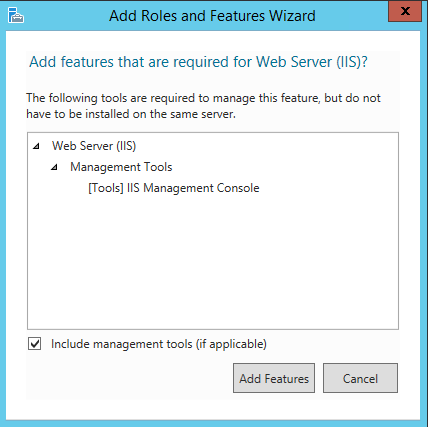 Add Roles and Features Wizard
x
Add features that are required for Web Server (IIS)?
The following tools are required to manage this feature, but do not
have to be installed on the same server.
Web Server (IIS)
Management Tools
[Tools] IIS Management Console
Include management tools (if applicable)
Add Features
Cancel